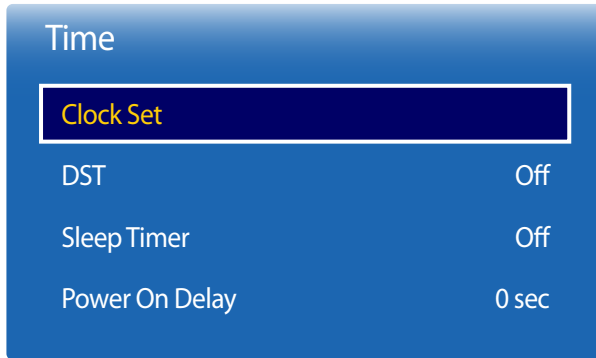 Time
Clock Set
DST Off
Sleep Timer Off
Power On Delay 0 sec